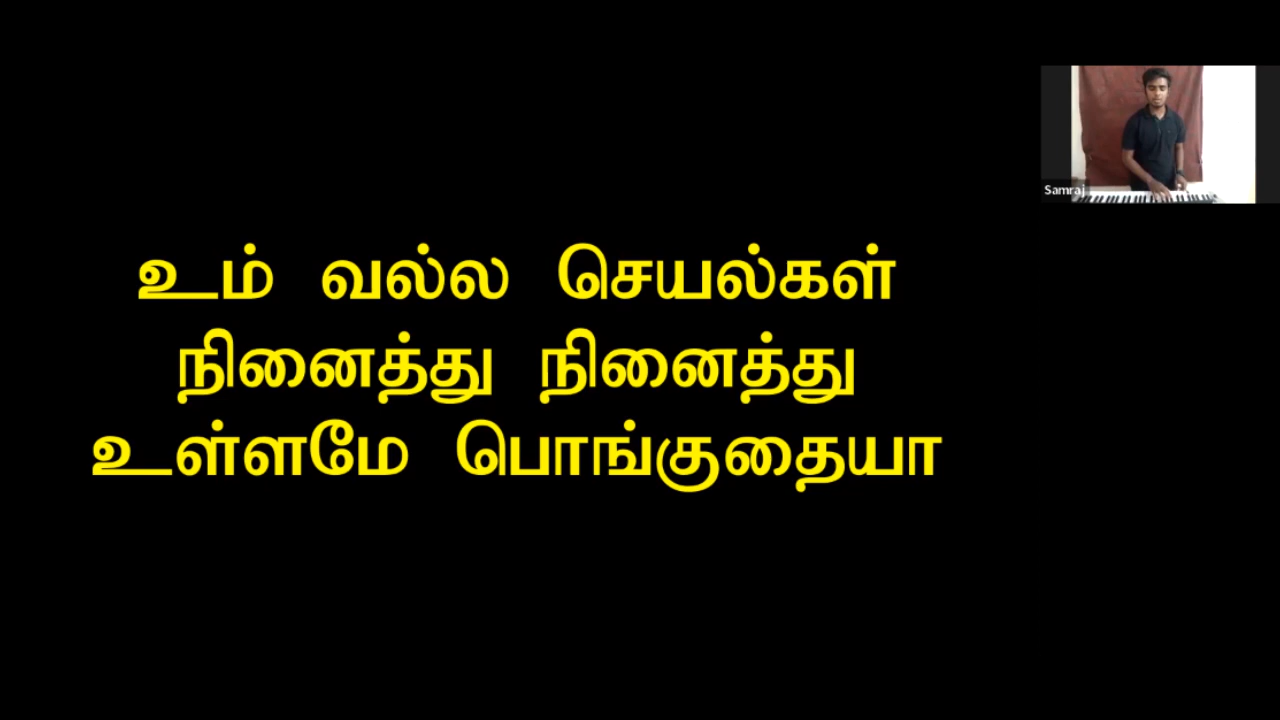 உம் வல்ல செயல்கள்
நினைத்து நினைத்து
உள்ளமே பொங்குதையா
Samraj